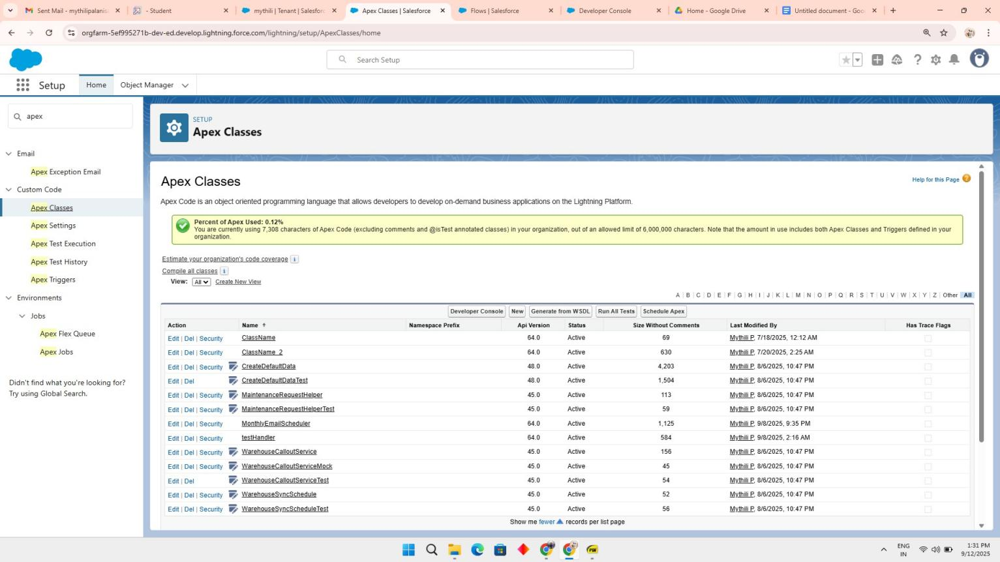 Sent Mail - mythilipalanis
- Student
mythili | Tenant | Salesforc
Apex Classes | Salesforce
Flows | Salesforce
Developer Console
Home - Google Drive
Untitled document - Goo
orgfarm-5ef995271b-dev-ed.develop.lightning.force.com/lightning/setup/ApexClasses/home
Search Setup
Setup
Home
Object Manager
apex
SETUP
Apex Classes
Email
Apex Exception Email
Custom Code
Apex Classes
Apex Settings
Apex Test Execution
Apex Test History
Apex Triggers
Environments
Jobs
Apex Flex Queue
Apex Jobs
Didn't find what you're looking for?
Try using Global Search.
Apex Classes
Help for this Page
Apex Code is an object oriented programming language that allows developers to develop on-demand business applications on the Lightning Platform.
Percent of Apex Used: 0.12%
You are currently using 7,308 characters of Apex Code (excluding comments and @isTest annotated classes) in your organization, out of an allowed limit of 6,000,000 characters. Note that the amount in use includes both Apex Classes and Triggers defined in your
organization.
Estimate your organization's code coverage i
Compile all classes i
View: All Create New View
A | B | C | D | E | F | G | H | I | J | K | L | M | N | O | P | Q | R | S | T | U | V | W | X | Y | Z | Other All
Developer Console New Generate from WSDL Run All Tests Schedule Apex
Action Name ↑ Namespace Prefix Api Version Status Size Without Comments Last Modified By Has Trace Flags
Edit | Del | Security ClassName 64.0 Active 69 Mythili P, 7/18/2025, 12:12 AM
Edit | Del | Security ClassName_2 64.0 Active 630 Mythili P, 7/20/2025, 2:25 AM
Edit | Del | Security CreateDefaultData 48.0 Active 4,203 Mythili P, 8/6/2025, 10:47 PM
Edit | Del CreateDefaultDataTest 48.0 Active 1,504 Mythili P, 8/6/2025, 10:47 PM
Edit | Del | Security MaintenanceRequestHelper 45.0 Active 113 Mythili P, 8/6/2025, 10:47 PM
Edit | Del | Security MaintenanceRequestHelperTest 45.0 Active 59 Mythili P, 8/6/2025, 10:47 PM
Edit | Del | Security MonthlyEmailScheduler 64.0 Active 1,125 Mythili P, 9/8/2025, 9:35 PM
Edit | Del | Security testHandler 64.0 Active 584 Mythili P, 9/8/2025, 2:16 AM
Edit | Del | Security WarehouseCalloutService 45.0 Active 156 Mythili P, 8/6/2025, 10:47 PM
Edit | Del | Security WarehouseCalloutServiceMock 45.0 Active 45 Mythili P, 8/6/2025, 10:47 PM
Edit | Del WarehouseCalloutServiceTest 45.0 Active 54 Mythili P, 8/6/2025, 10:47 PM
Edit | Del | Security WarehouseSyncSchedule 45.0 Active 52 Mythili P, 8/6/2025, 10:47 PM
Edit | Del | Security WarehouseSyncScheduleTest 45.0 Active 56 Mythili P, 8/6/2025, 10:47 PM
Show me fewer records per list page
ENG
IN
1:31 PM
9/12/2025